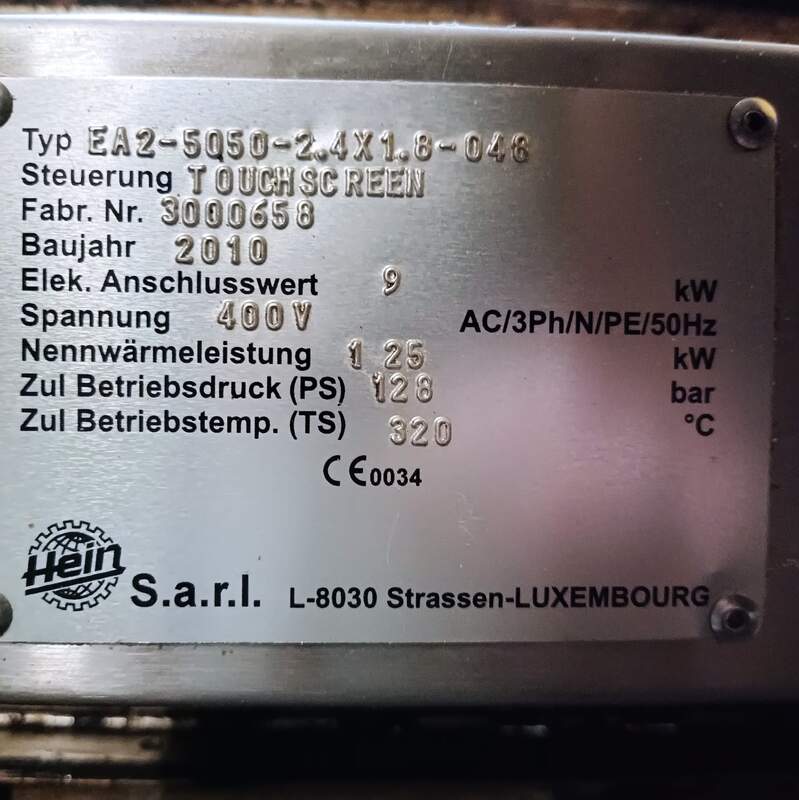 Typ EA2-5050-2.4X1.8-046
Steuerung TOUCHSCREEN
Fabr. Nr. 3000658
Baujahr 2010
Elek. Anschlusswert 9 kW
Spannung 400V AC/3Ph/N/PE/50Hz
Nennwärmeleistung 125 kW
Zul Betriebsdruck (PS) 128 bar
Zul Betriebstemp. (TS) 320 °C
CE0034
Hein S.a.r.l. L-8030 Strassen-LUXEMBOURG